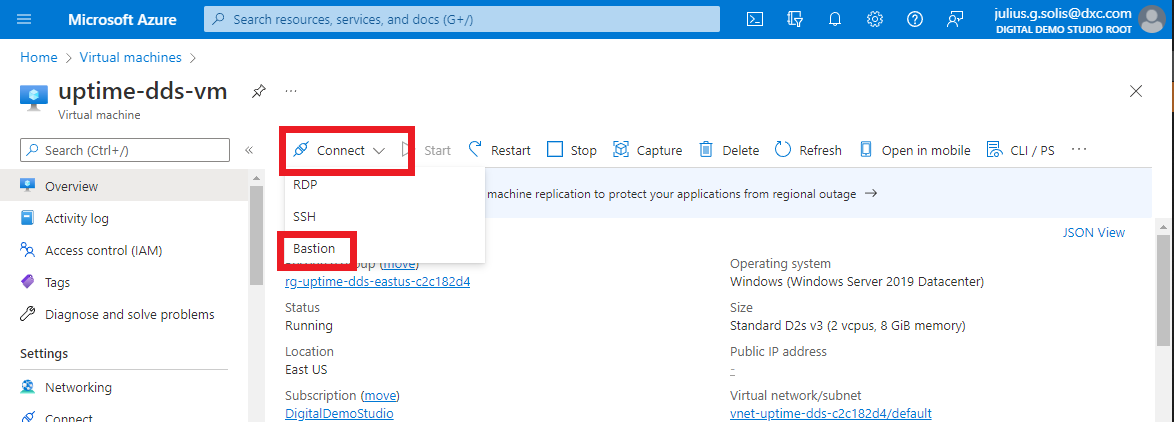 Microsoft Azure
Search resources, services, and docs (G+/)
julius.g.solis@dxc.com
DIGITAL DEMO STUDIO ROOT
Home > Virtual machines >
uptime-dds-vm
...
Virtual machine
Search (Ctrl+/)
«
Connect
Start
Restart
Stop
Capture
Delete
Refresh
Open in mobile
CLI / PS
...
RDP
SSH
Bastion
machine replication to protect your applications from regional outage →
Overview
Activity log
Access control (IAM)
Tags
Diagnose and solve problems
Settings
Networking
Connect
JSON View
(move)
rg-uptime-dds-eastus-c2c182d4
Status
Running
Location
East US
Subscription (move)
DigitalDemoStudio
Operating system
Windows (Windows Server 2019 Datacenter)
Size
Standard D2s v3 (2 vcpus, 8 GiB memory)
Public IP address
-
Virtual network/subnet
vnet-uptime-dds-c2c182d4/default